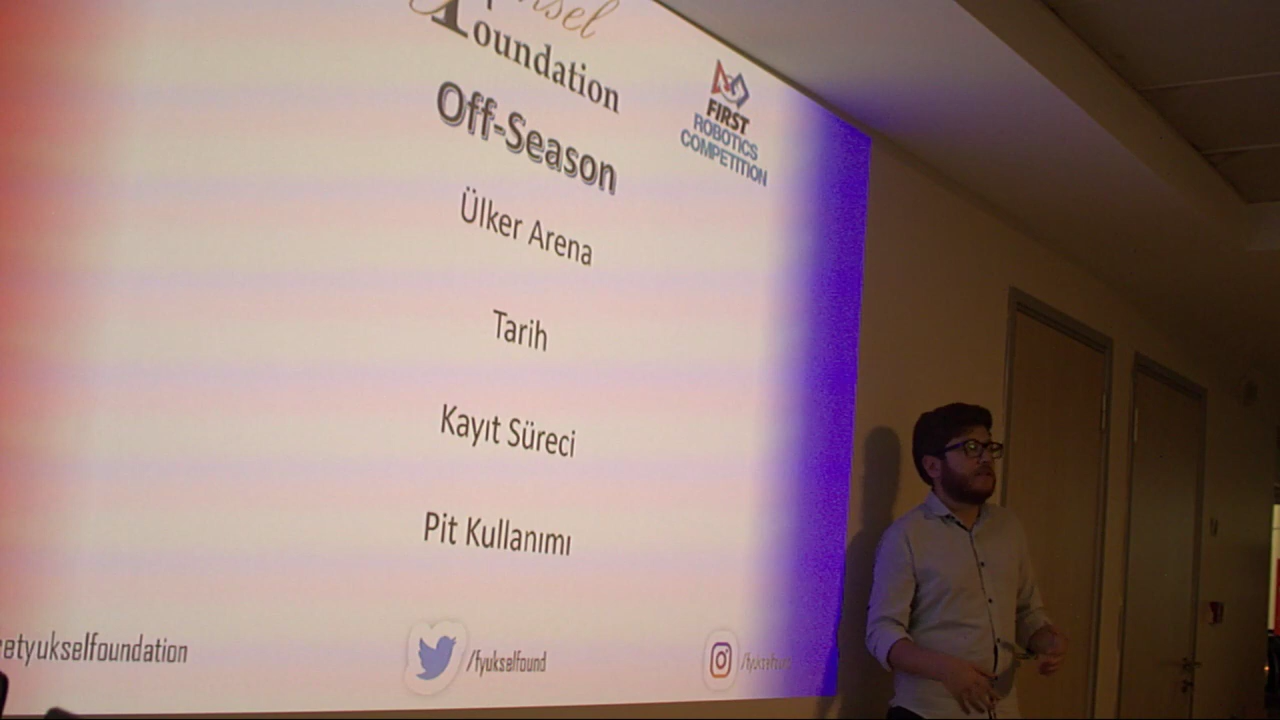 oundation
Off-Season
FIRST
ROBOTICS
COMPETITION
Ülker Arena
Tarih
Kayıt Süreci
Pit Kullanımı
etyukselfoundation
/fyukselfound